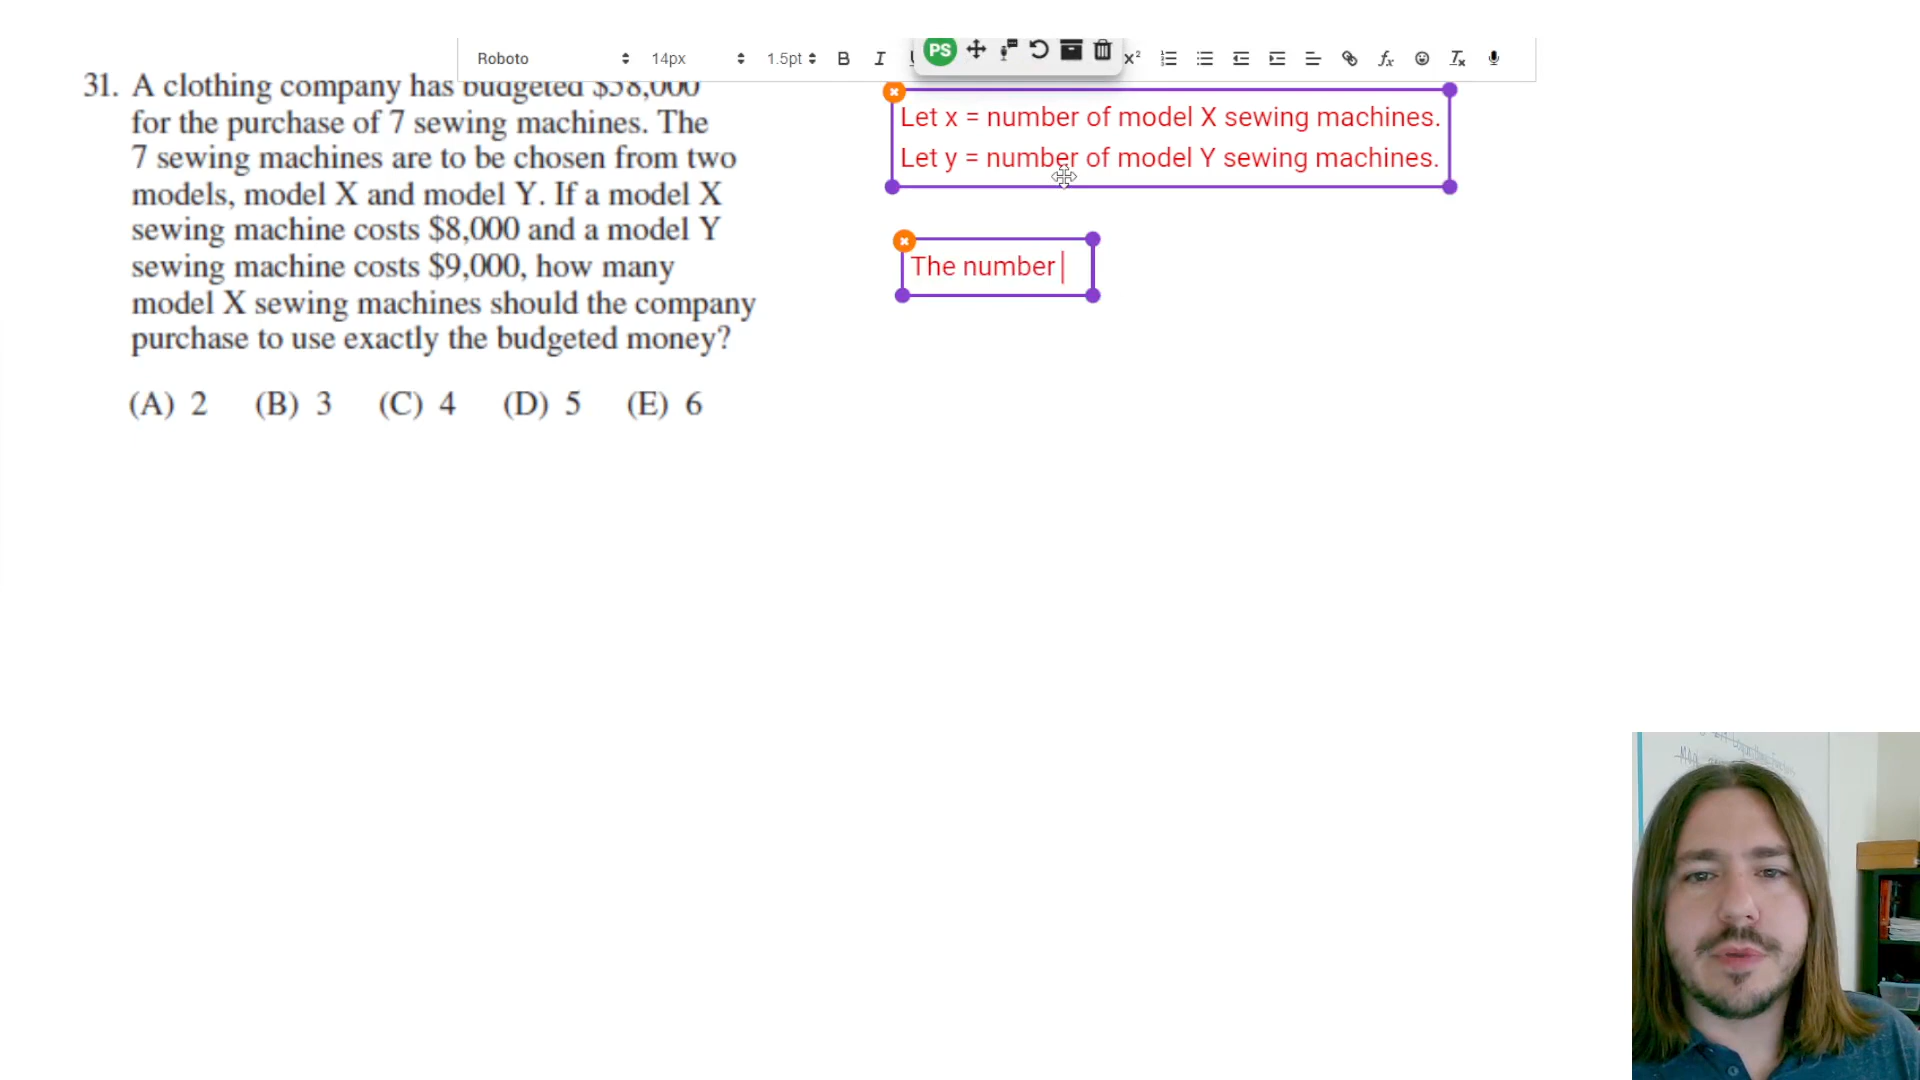 Roboto 14px 1.5pt B I PS x²
31. A clothing company has budgeted $58,000
for the purchase of 7 sewing machines. The
7 sewing machines are to be chosen from two
models, model X and model Y. If a model X
sewing machine costs $8,000 and a model Y
sewing machine costs $9,000, how many
model X sewing machines should the company
purchase to use exactly the budgeted money?
(A) 2 (B) 3 (C) 4 (D) 5 (E) 6
Let x = number of model X sewing machines.
Let y = number of model Y sewing machines.
The number